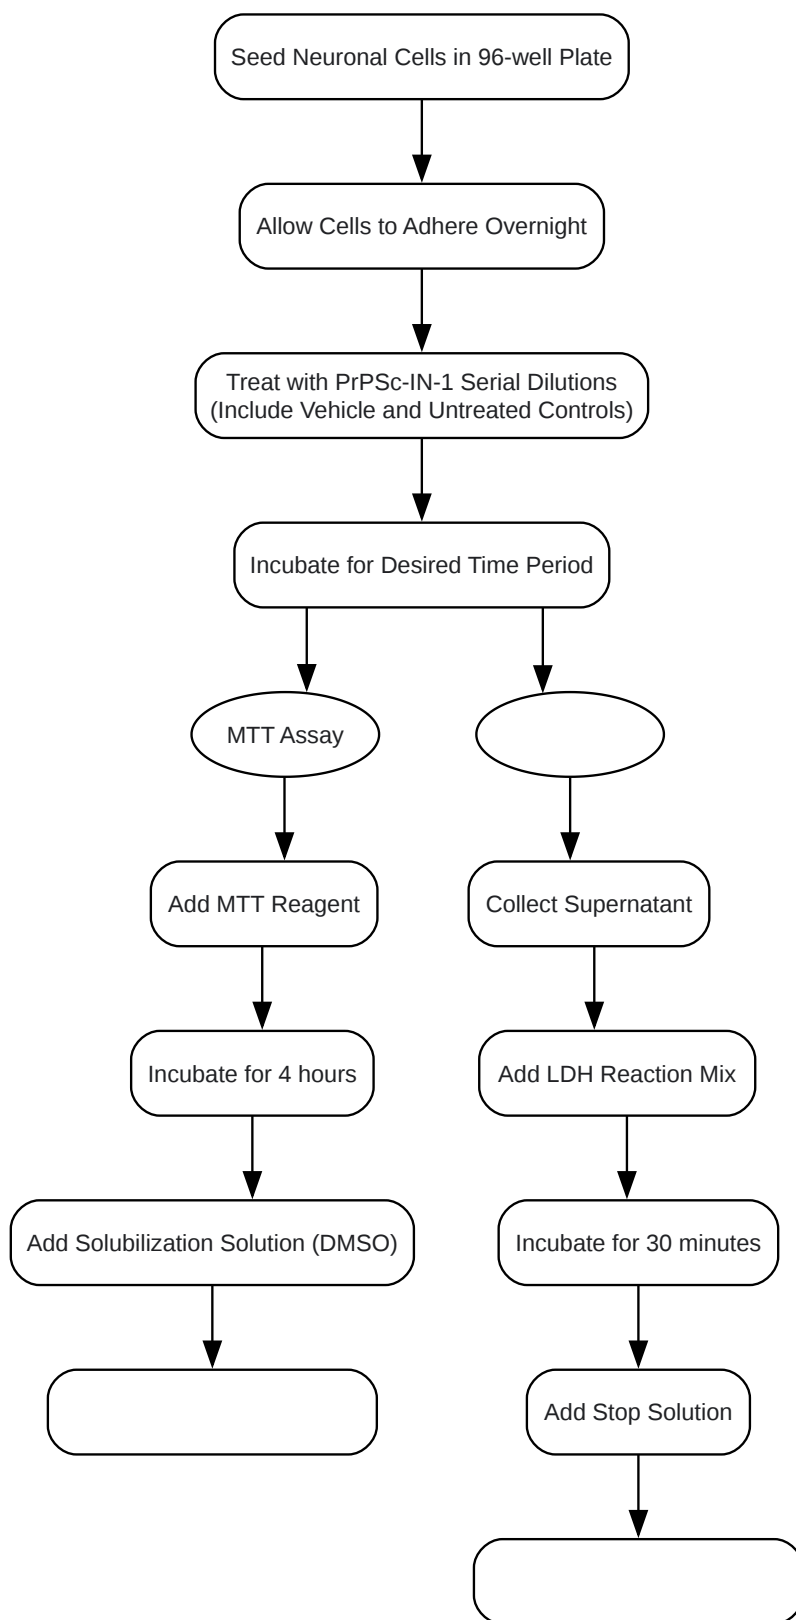 Seed Neuronal Cells in 96-well Plate
Allow Cells to Adhere Overnight
Treat with PrPSc-IN-1 Serial Dilutions
(Include Vehicle and Untreated Controls)
Incubate for Desired Time Period
MTT Assay
Add MTT Reagent
Incubate for 4 hours
Add Solubilization Solution (DMSO)
Collect Supernatant
Add LDH Reaction Mix
Incubate for 30 minutes
Add Stop Solution